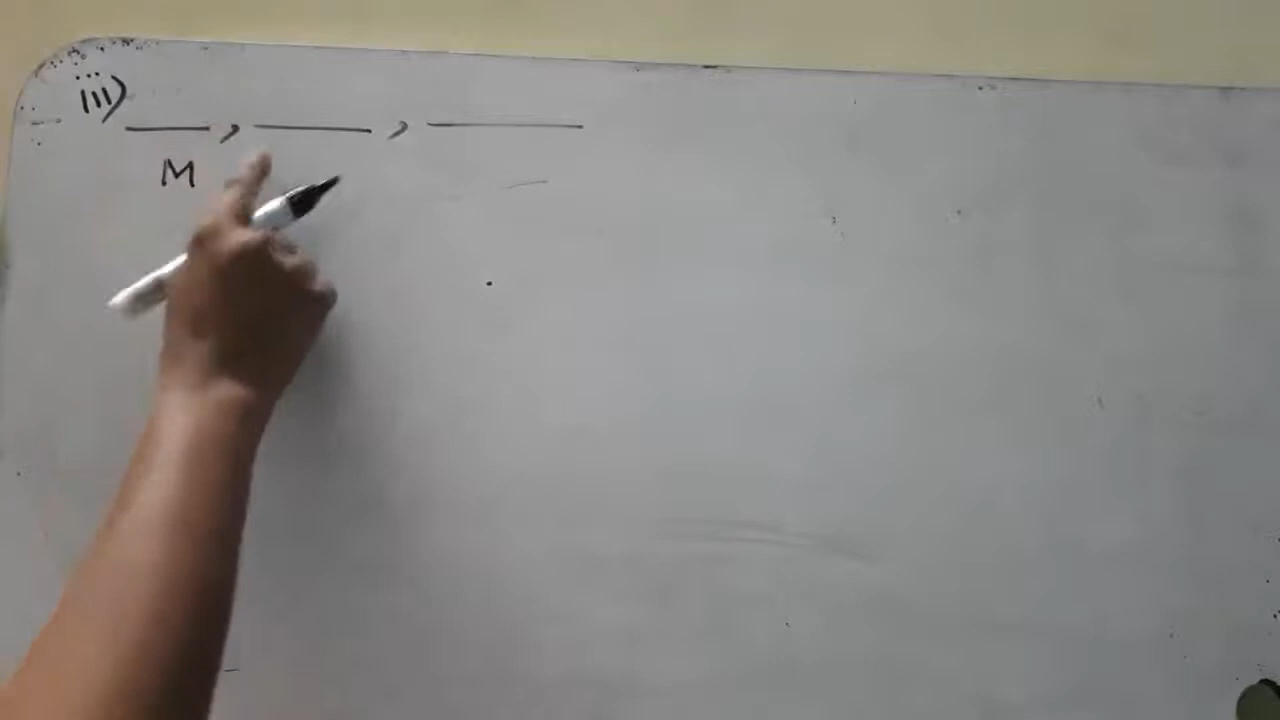 iii) ___ , ___ , ___
M